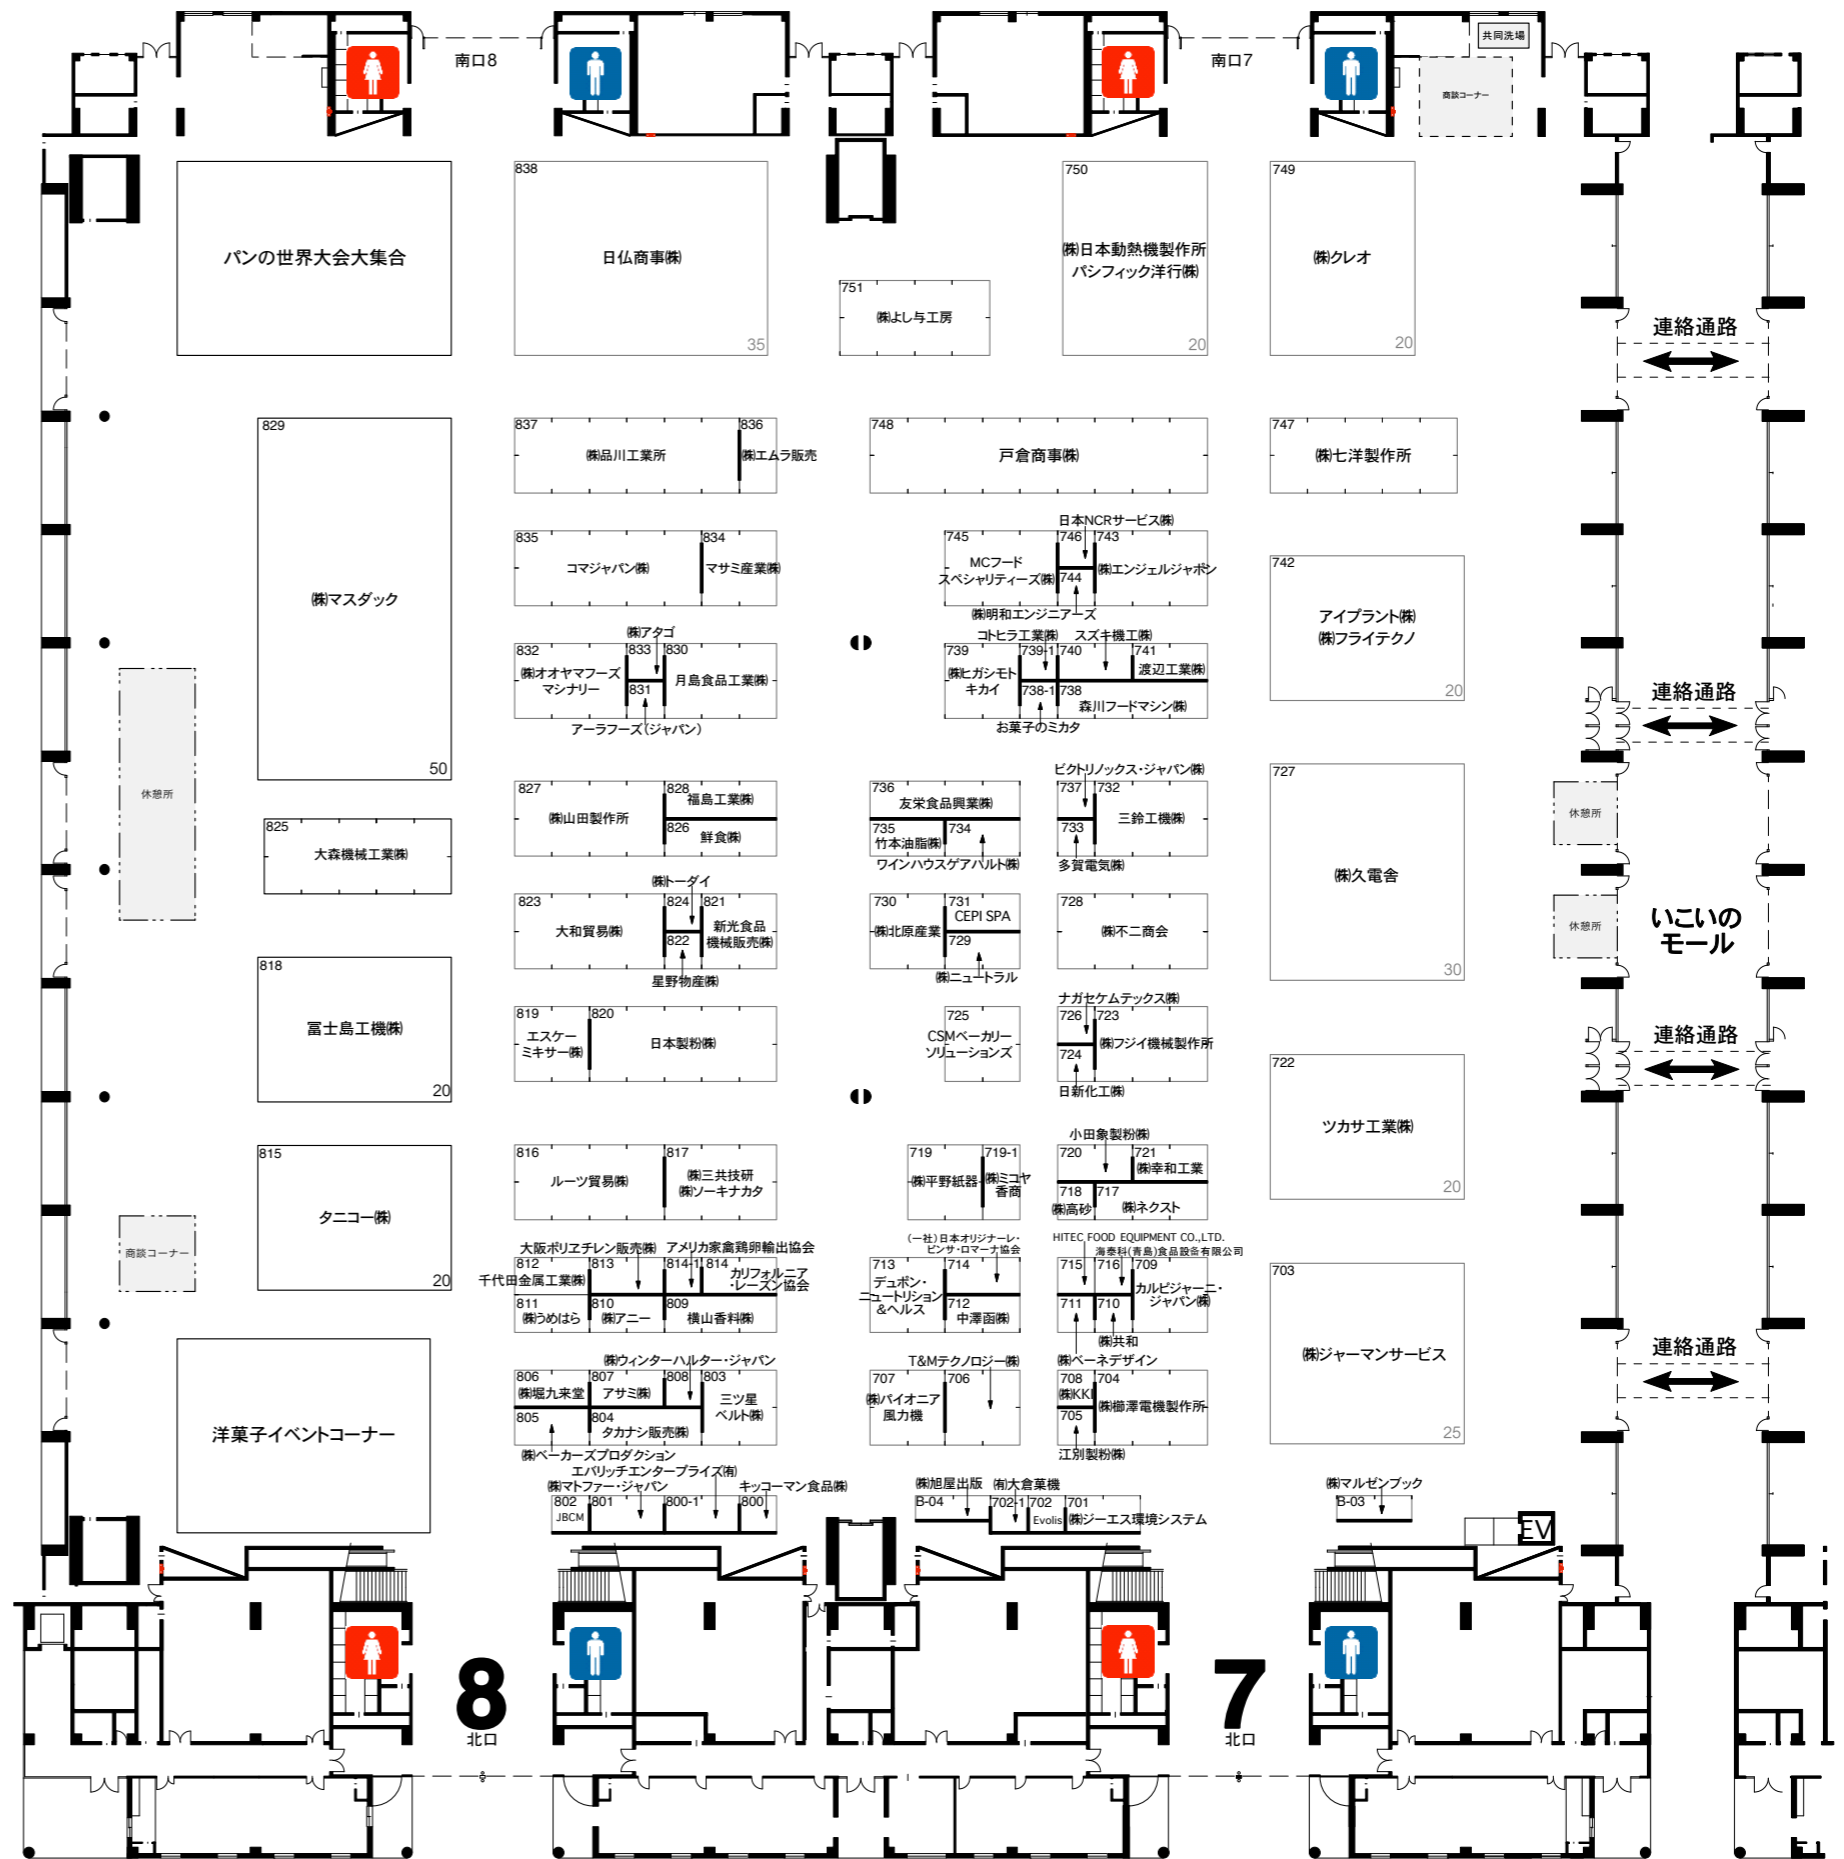 共同洗場
南口8
南口7
商談コーナー
パンの世界大会大集合
838
日仏商事㈱
35
751
㈱よし与工房
750
㈱日本動熱機製作所
パシフィック洋行㈱
20
749
㈱クレオ
20
連絡通路
829
㈱マスダック
50
837
㈱品川工業所
836
㈱エムラ販売
748
戸倉商事㈱
747
㈱七洋製作所
835
コマジャパン㈱
834
マサミ産業㈱
日本NCRサービス㈱
745
MCフード
スペシャリティーズ㈱
746
743
㈱エンジェルジャポン
744
㈱明和エンジニアーズ
742
アイプラント㈱
㈱フライテクノ
20
㈱アタゴ
832
㈱オオヤマフーズ
マシナリー
833
830
月島食品工業㈱
831
アーラフーズ(ジャパン)
コトヒラ工業㈱
スズキ機工㈱
739
㈱ヒガシモト
キカイ
739-1
740
741
渡辺工業㈱
738-1
738
森川フードマシン㈱
お菓子のミカタ
連絡通路
休憩所
827
㈱山田製作所
828
福島工業㈱
826
鮮食㈱
736
友栄食品興業㈱
735
竹本油脂㈱
734
ワインハウスゲアハルト㈱
ビクトリノックス・ジャパン㈱
737
732
三鈴工機㈱
733
多賀電気㈱
727
㈱久電舎
30
休憩所
825
大森機械工業㈱
㈱トーダイ
823
大和貿易㈱
824
821
新光食品
機械販売㈱
822
星野物産㈱
730
㈱北原産業
731
CEPI SPA
729
㈱ニュートラル
728
㈱不二商会
休憩所
いこいの
モール
818
冨士島工機㈱
20
819
エスケー
ミキサー㈱
820
日本製粉㈱
725
CSMベーカリー
ソリューションズ
ナガセケムテックス㈱
726
723
㈱フジイ機械製作所
724
日新化工㈱
722
ツカサ工業㈱
20
連絡通路
815
タニコー㈱
20
816
ルーツ貿易㈱
817
㈱三共技研
㈱ソーキナカタ
719
㈱平野紙器
719-1
㈱ミコヤ
香商
小田象製粉㈱
720
721
㈱幸和工業
718
㈱高砂
717
㈱ネクスト
商談コーナー
大阪ポリヱチレン販売㈱
アメリカ家禽鶏卵輸出協会
812
千代田金属工業㈱
813
814-1
814
カリフォルニア
・レーズン協会
811
㈱うめはら
810
㈱アニー
809
横山香料㈱
(一社)日本オリジナーレ・
ピンサ・ロマーナ協会
713
デュポン・
ニュートリション
&ヘルス
714
712
中澤函㈱
HITEC FOOD EQUIPMENT CO.,LTD.
海泰科(青島)食品設备有限公司
715
716
709
カルピジャーニ・
ジャパン㈱
711
710
㈱共和
㈱ベーネデザイン
703
㈱ジャーマンサービス
25
連絡通路
洋菓子イベントコーナー
㈱ウィンターハルター・ジャパン
806
㈱堀九来堂
807
アサミ㈱
808
803
三ツ星
ベルト㈱
805
804
タカナシ販売㈱
㈱ベーカーズプロダクション
T&Mテクノロジー㈱
707
㈱パイオニア
風力機
706
708
㈱KKI
704
㈱櫛澤電機製作所
705
江別製粉㈱
エバリッチエンタープライズ㈲
㈱マトファー・ジャパン
キッコーマン食品㈱
802
JBCM
801
800-1
800
㈱旭屋出版
㈲大倉菓機
B-04
702-1
702
Evolis
701
㈱ジーエス環境システム
㈱マルゼンブック
B-03
EV
8
北口
7
北口